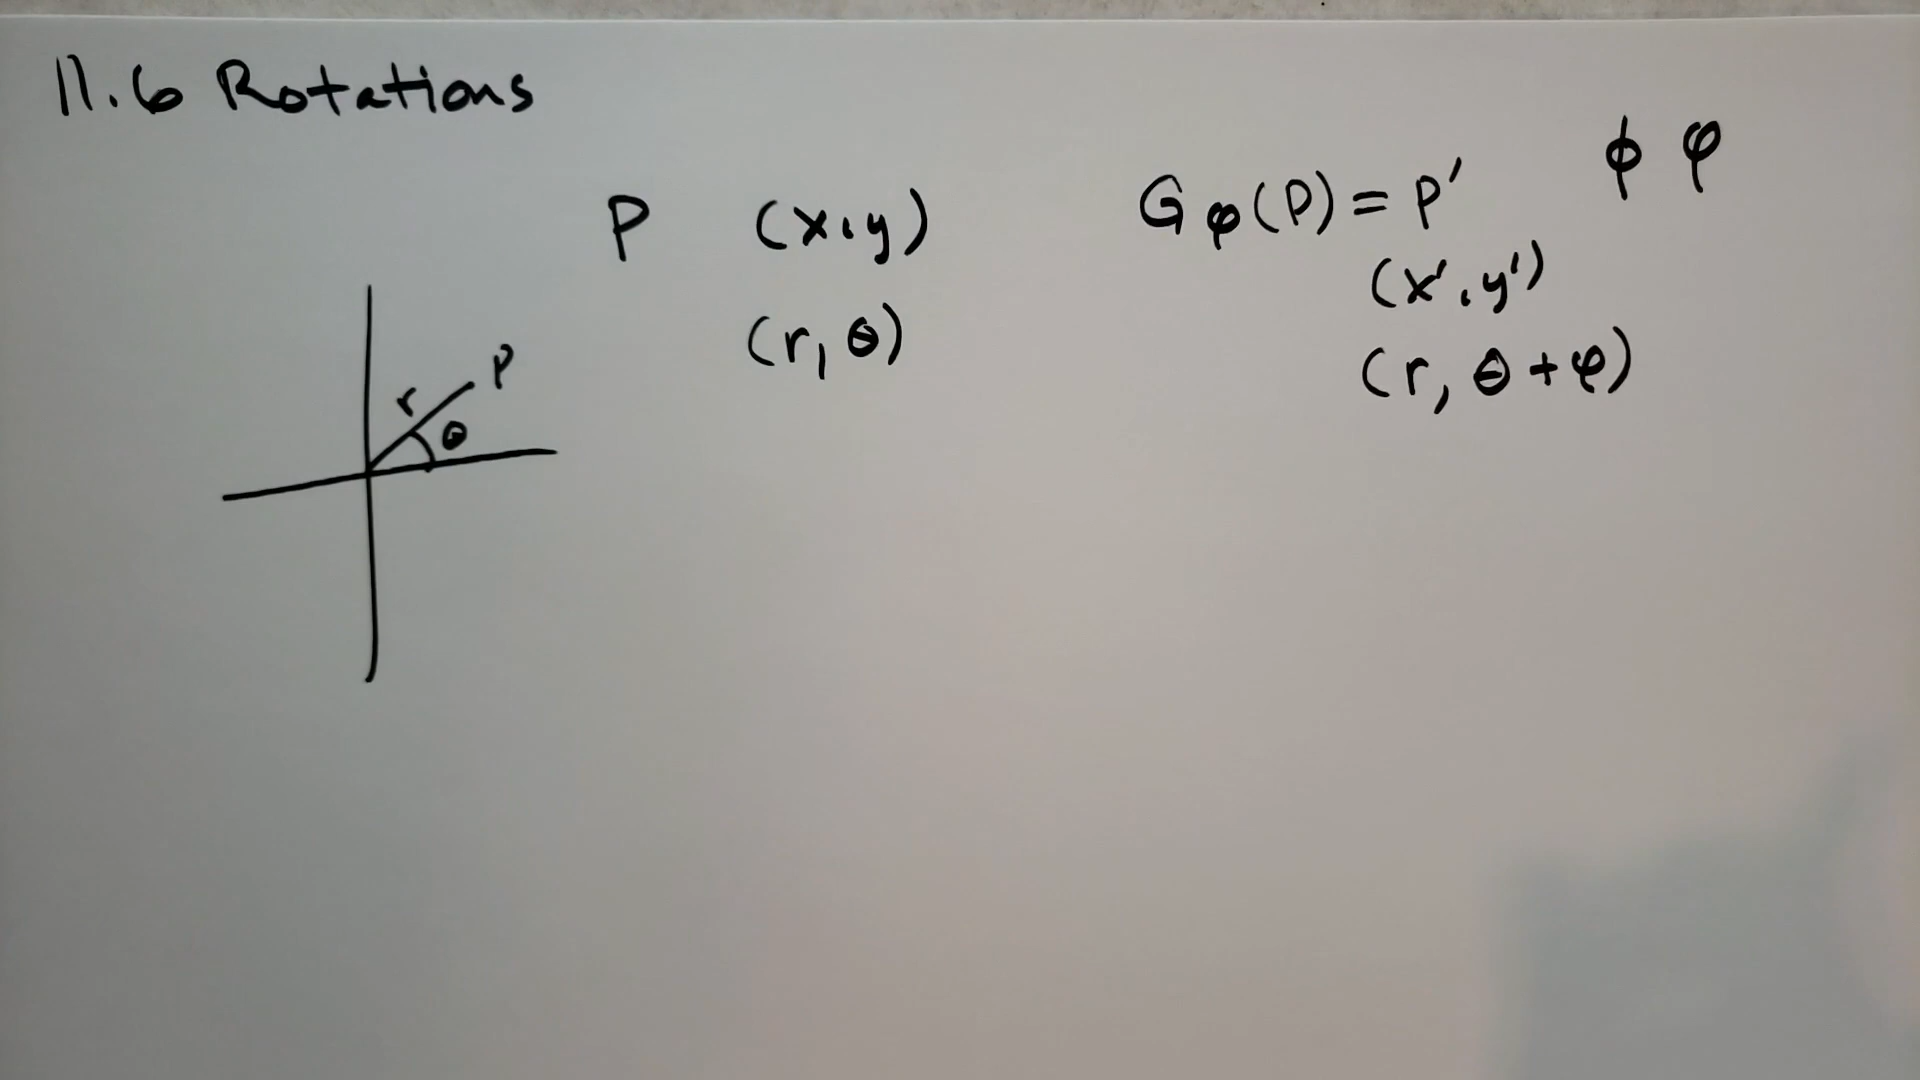 11.6 Rotations
ϕ φ
P (x,y) Gφ(P) = P'
(x',y')
(r, θ) (r, θ+φ)
P
r
θ